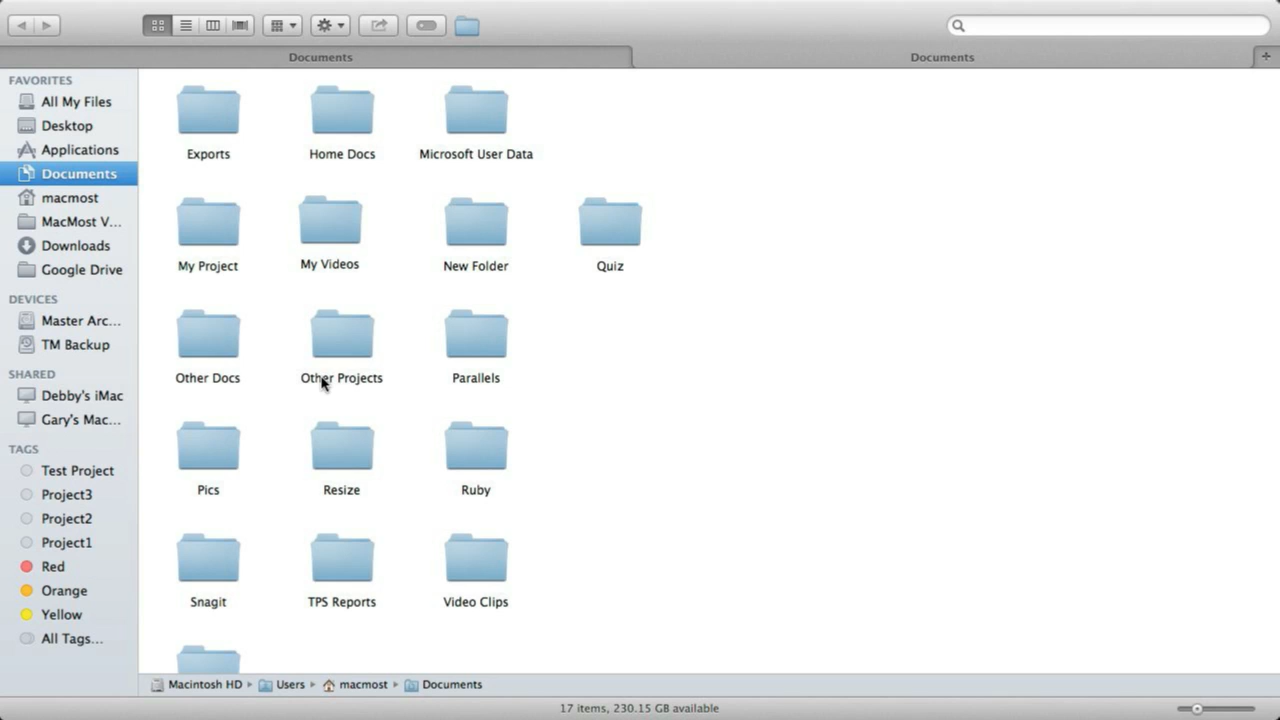 Documents
Documents
FAVORITES
All My Files
Desktop
Applications
Documents
macmost
MacMost V...
Downloads
Google Drive
DEVICES
Master Arc...
TM Backup
SHARED
Debby's iMac
Gary's Mac...
TAGS
Test Project
Project3
Project2
Project1
Red
Orange
Yellow
All Tags...
Exports
Home Docs
Microsoft User Data
My Project
My Videos
New Folder
Quiz
Other Docs
Other Projects
Parallels
Pics
Resize
Ruby
Snagit
TPS Reports
Video Clips
Macintosh HD
Users
macmost
Documents
17 items, 230.15 GB available